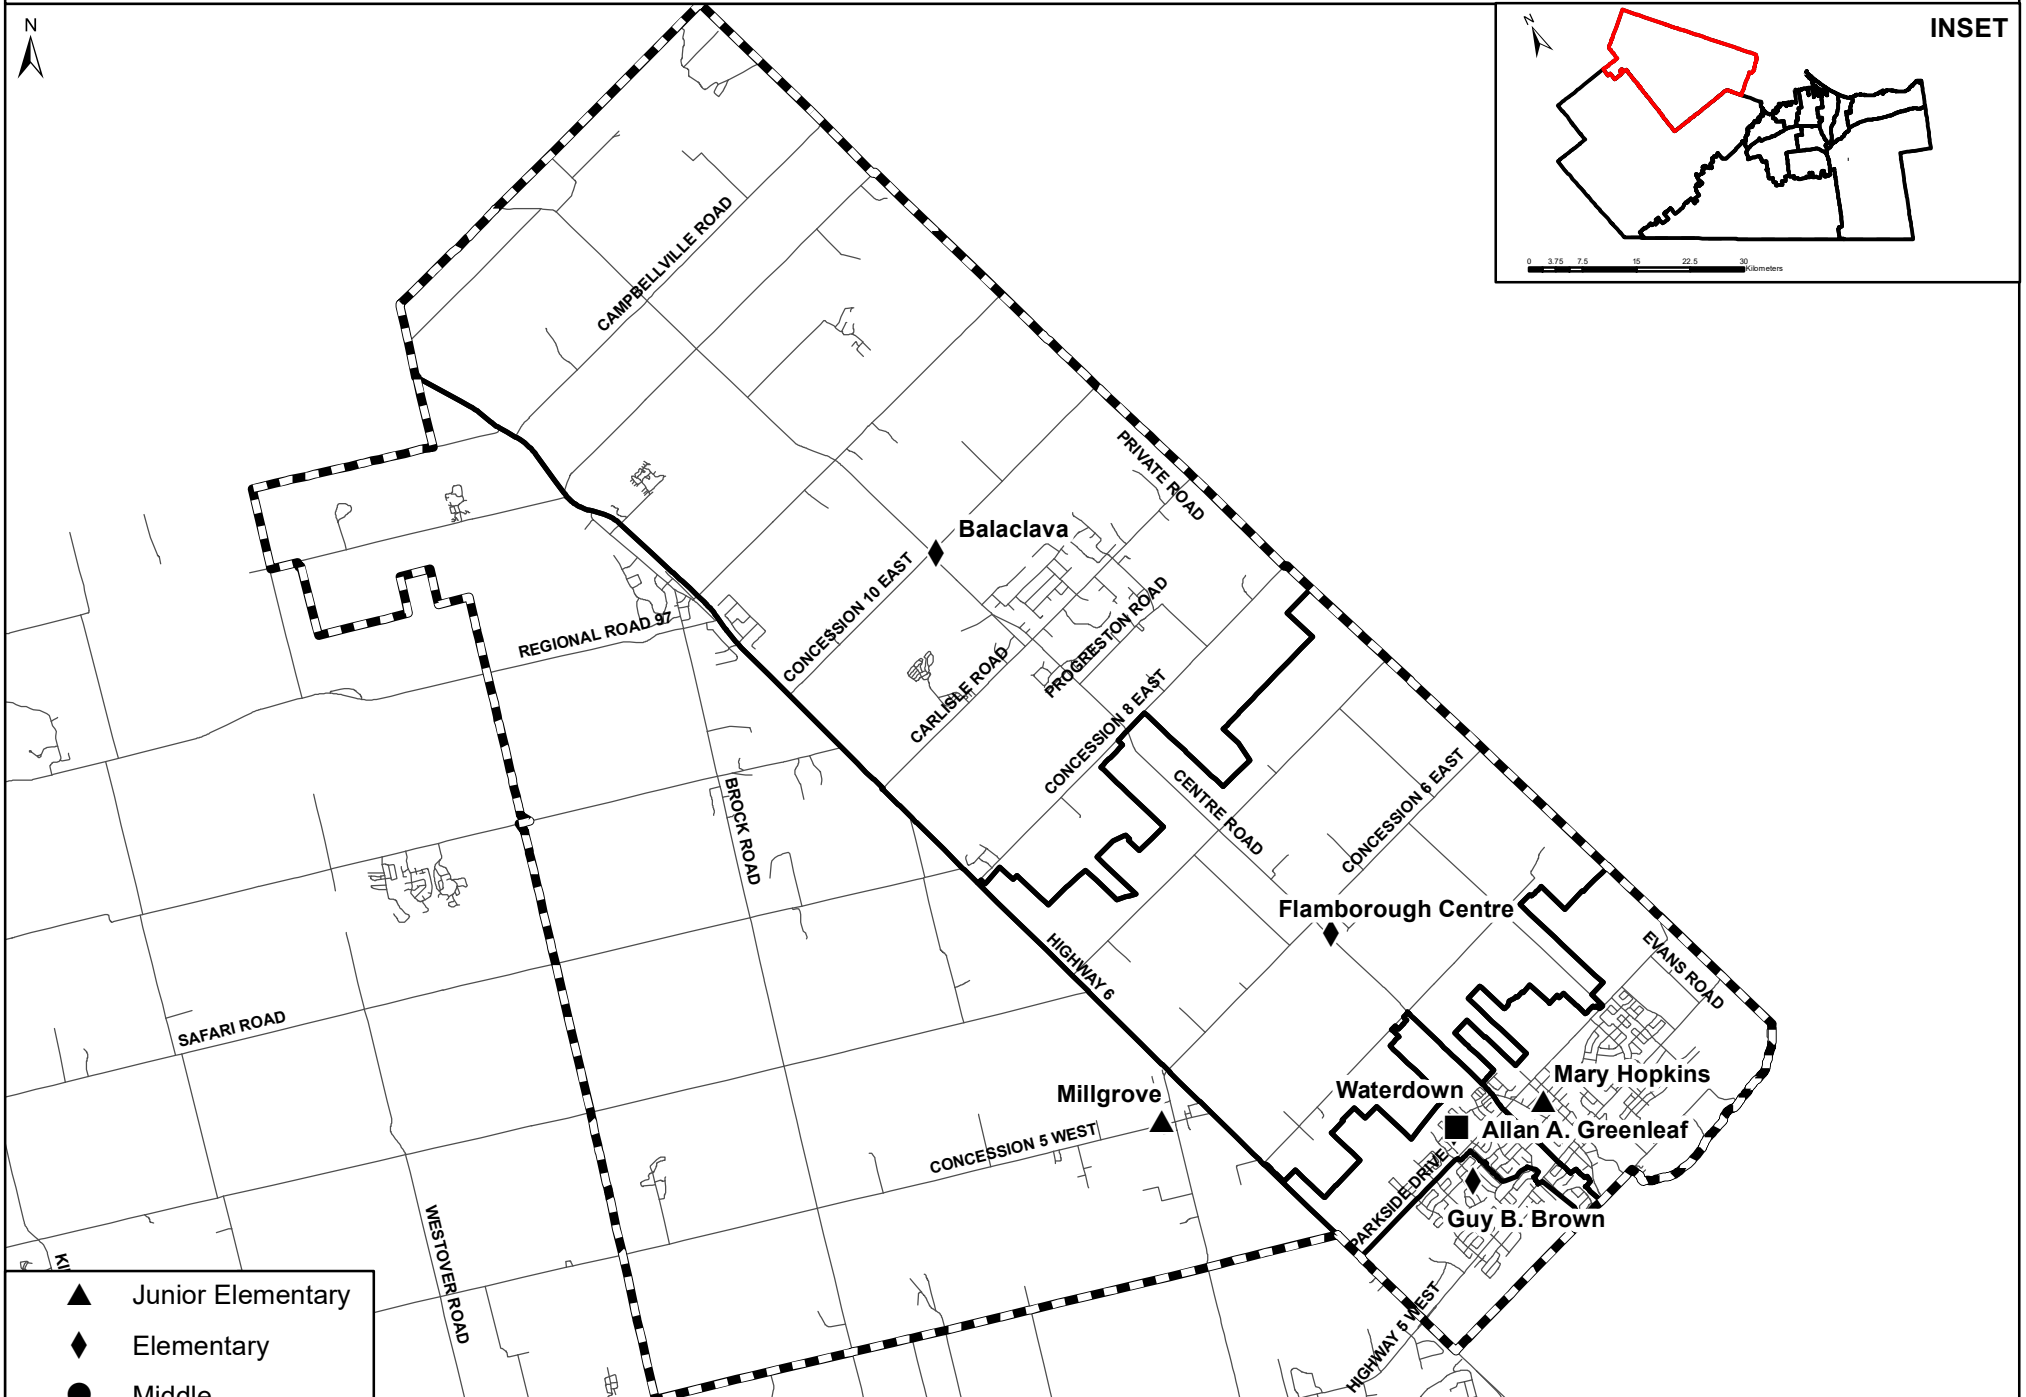 N
N
INSET
0 3.75 7.5 15 22.5 30
Kilometers
CAMPBELLVILLE ROAD
PRIVATE ROAD
Balaclava
CONCESSION 10 EAST
REGIONAL ROAD 97
PROGRESTON ROAD
CARLISLE ROAD
CONCESSION 8 EAST
BROCK ROAD
CENTRE ROAD
CONCESSION 6 EAST
Flamborough Centre
HIGHWAY 6
EVANS ROAD
SAFARI ROAD
Mary Hopkins
Waterdown
Millgrove
Allan A. Greenleaf
CONCESSION 5 WEST
PARKSIDE DRIVE
Guy B. Brown
WESTOVER ROAD
HIGHWAY 5 WEST
Junior Elementary
Elementary
Middle